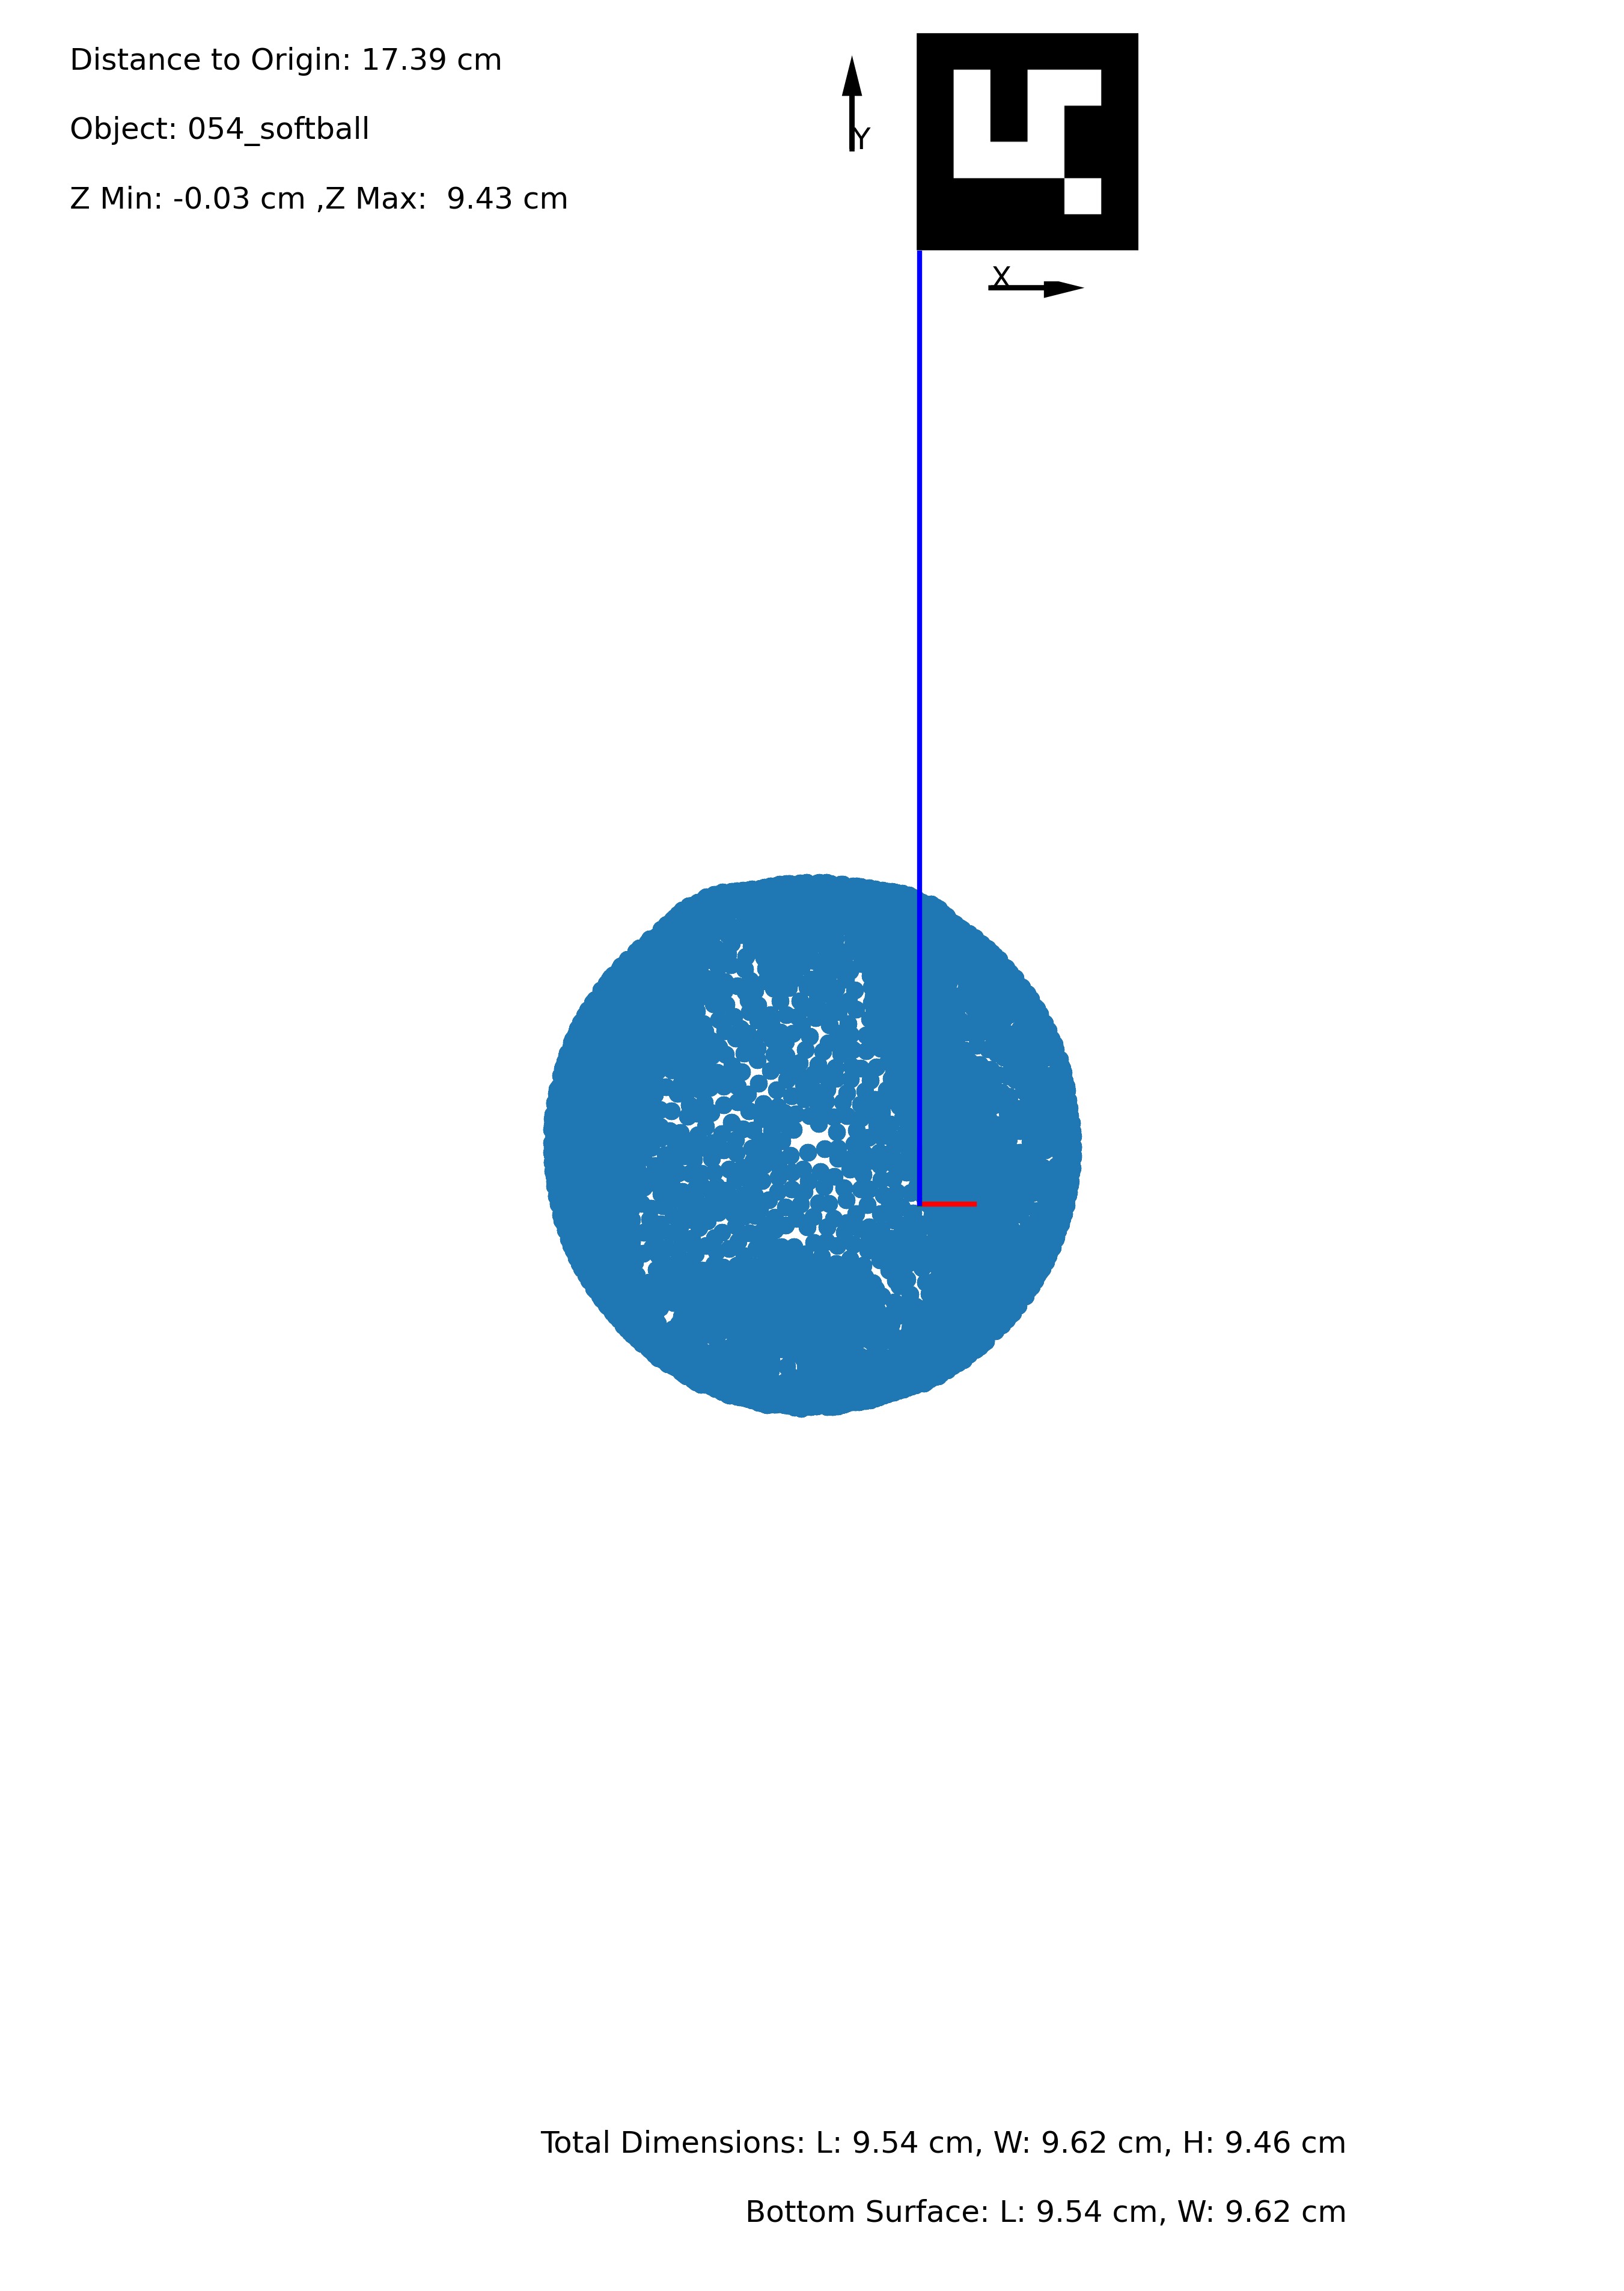 Distance to Origin: 17.39 cm
Object: 054_softball
Z Min: -0.03 cm ,Z Max:  9.43 cm
Y
X
Total Dimensions: L: 9.54 cm, W: 9.62 cm, H: 9.46 cm
Bottom Surface: L: 9.54 cm, W: 9.62 cm